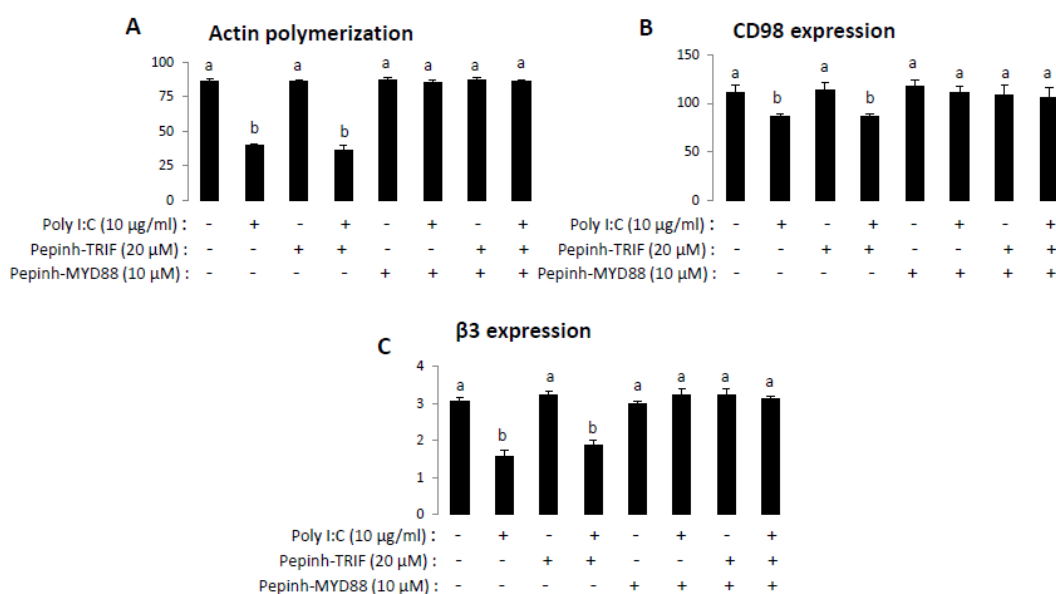 A
Actin polymerization
100
75
50
25
0
a b a b a a a a
Poly I:C (10 µg/ml) : - + - + - + - +
Pepinh-TRIF (20 µM) : - - + + - - + +
Pepinh-MYD88 (10 µM) : - - - - + + + +
B
CD98 expression
150
100
50
0
a b a b a a a a
Poly I:C (10 µg/ml) : - + - + - + - +
Pepinh-TRIF (20 µM) : - - + + - - + +
Pepinh-MYD88 (10 µM) : - - - - + + + +
C
β3 expression
4
3
2
1
0
a b a b a a a a
Poly I:C (10 µg/ml) : - + - + - + - +
Pepinh-TRIF (20 µM) : - - + + - - + +
Pepinh-MYD88 (10 µM) : - - - - + + + +